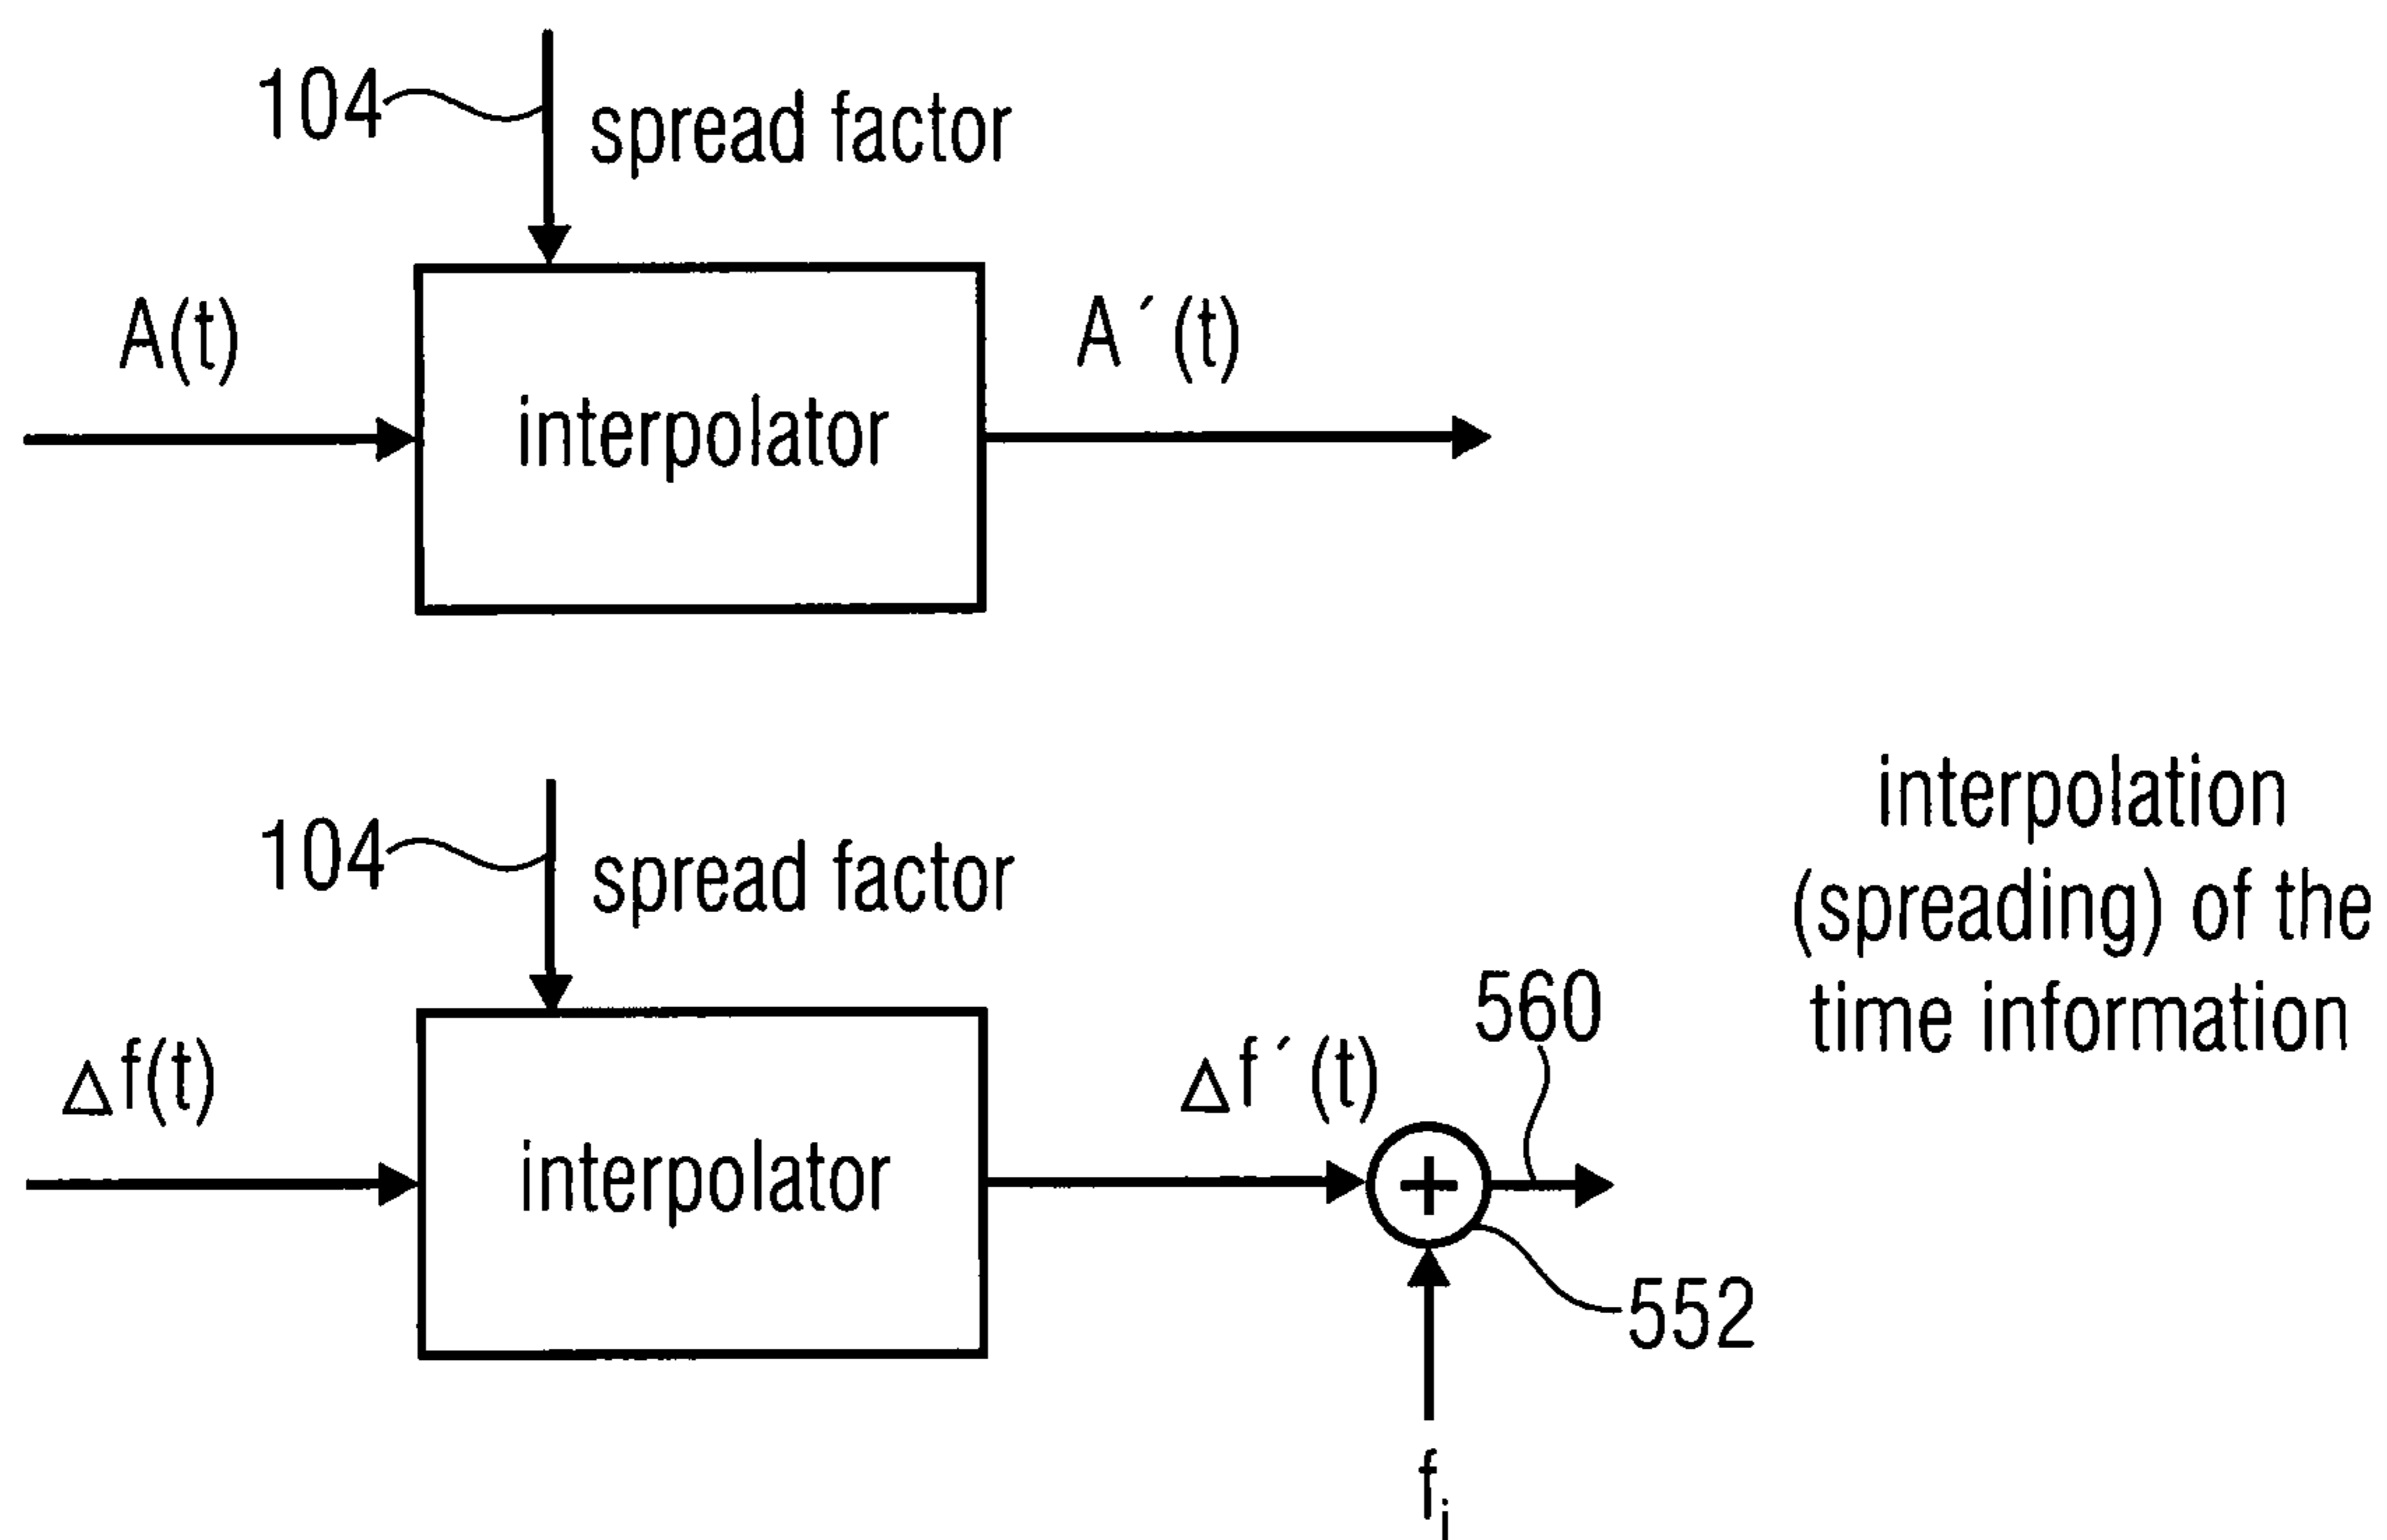 104
spread factor
A(t)
A´(t)
interpolator
104
spread factor
interpolation
(spreading) of the
time information
560
Δf(t)
Δf´(t)
interpolator
+
552
fi